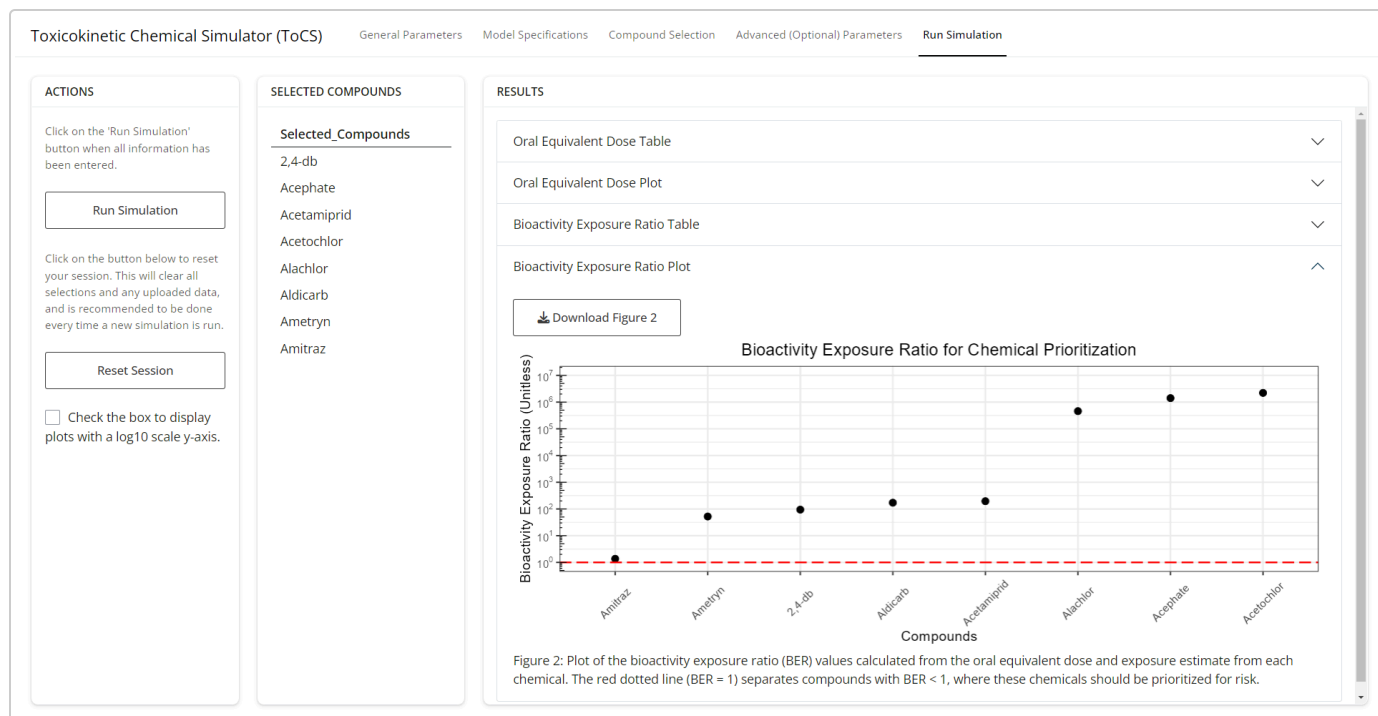 Toxicokinetic Chemical Simulator (ToCS)
General Parameters
Model Specifications
Compound Selection
Advanced (Optional) Parameters
Run Simulation
ACTIONS
Click on the 'Run Simulation'
button when all information has
been entered.
Run Simulation
Click on the button below to reset
your session. This will clear all
selections and any uploaded data,
and is recommended to be done
every time a new simulation is run.
Reset Session
Check the box to display
plots with a log10 scale y-axis.
SELECTED COMPOUNDS
Selected_Compounds
2,4-db
Acephate
Acetamiprid
Acetochlor
Alachlor
Aldicarb
Ametryn
Amitraz
RESULTS
Oral Equivalent Dose Table
Oral Equivalent Dose Plot
Bioactivity Exposure Ratio Table
Bioactivity Exposure Ratio Plot
Download Figure 2
Bioactivity Exposure Ratio for Chemical Prioritization
Bioactivity Exposure Ratio (Unitless)
10⁷
10⁶
10⁵
10⁴
10³
10²
10¹
10⁰
Amitraz
Ametryn
2,4-db
Aldicarb
Acetamiprid
Alachlor
Acephate
Acetochlor
Compounds
Figure 2: Plot of the bioactivity exposure ratio (BER) values calculated from the oral equivalent dose and exposure estimate from each
chemical. The red dotted line (BER = 1) separates compounds with BER < 1, where these chemicals should be prioritized for risk.